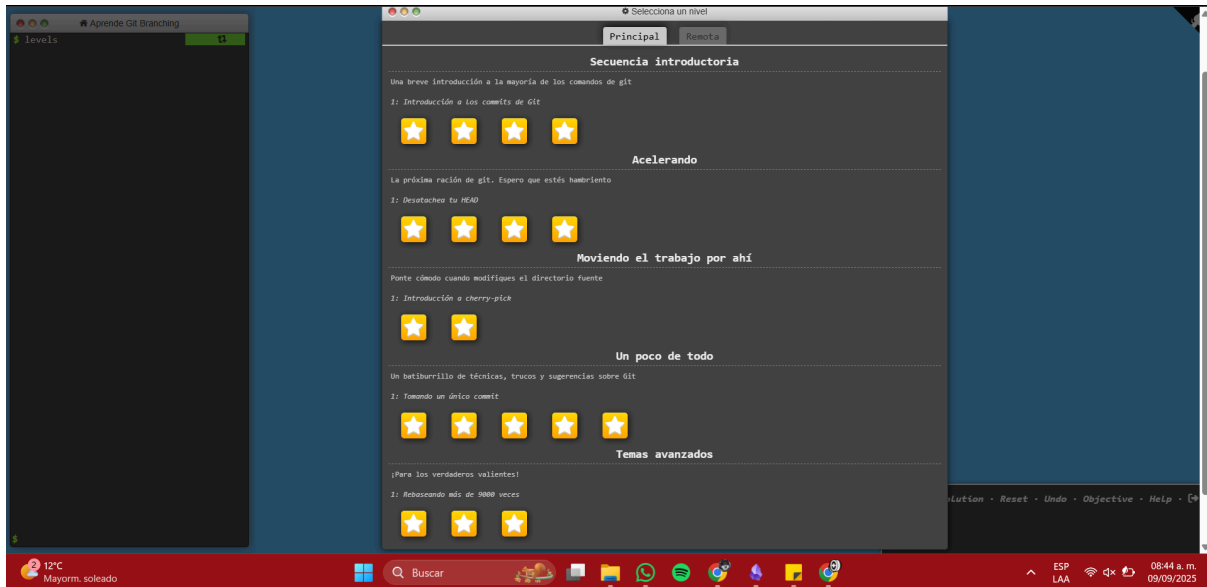 Aprende Git Branching
$ levels
$
Selecciona un nivel
Principal
Remota
Secuencia introductoria
Una breve introducción a la mayoría de los comandos de git
1: Introducción a Los commits de Git
Acelerando
La próxima ración de git. Espero que estés hambriento
1: Desatachea tu HEAD
Moviendo el trabajo por ahí
Ponte cómodo cuando modifiques el directorio fuente
1: Introducción a cherry-pick
Un poco de todo
Un batiburrillo de técnicas, trucos y sugerencias sobre Git
1: Tomando un único commit
Temas avanzados
¡Para los verdaderos valientes!
1: Rebaseando más de 9000 veces
lution · Reset · Undo · Objective · Help ·
2
12°C
Mayorm. soleado
Buscar
ESP
LAA
08:44 a. m.
09/09/2025